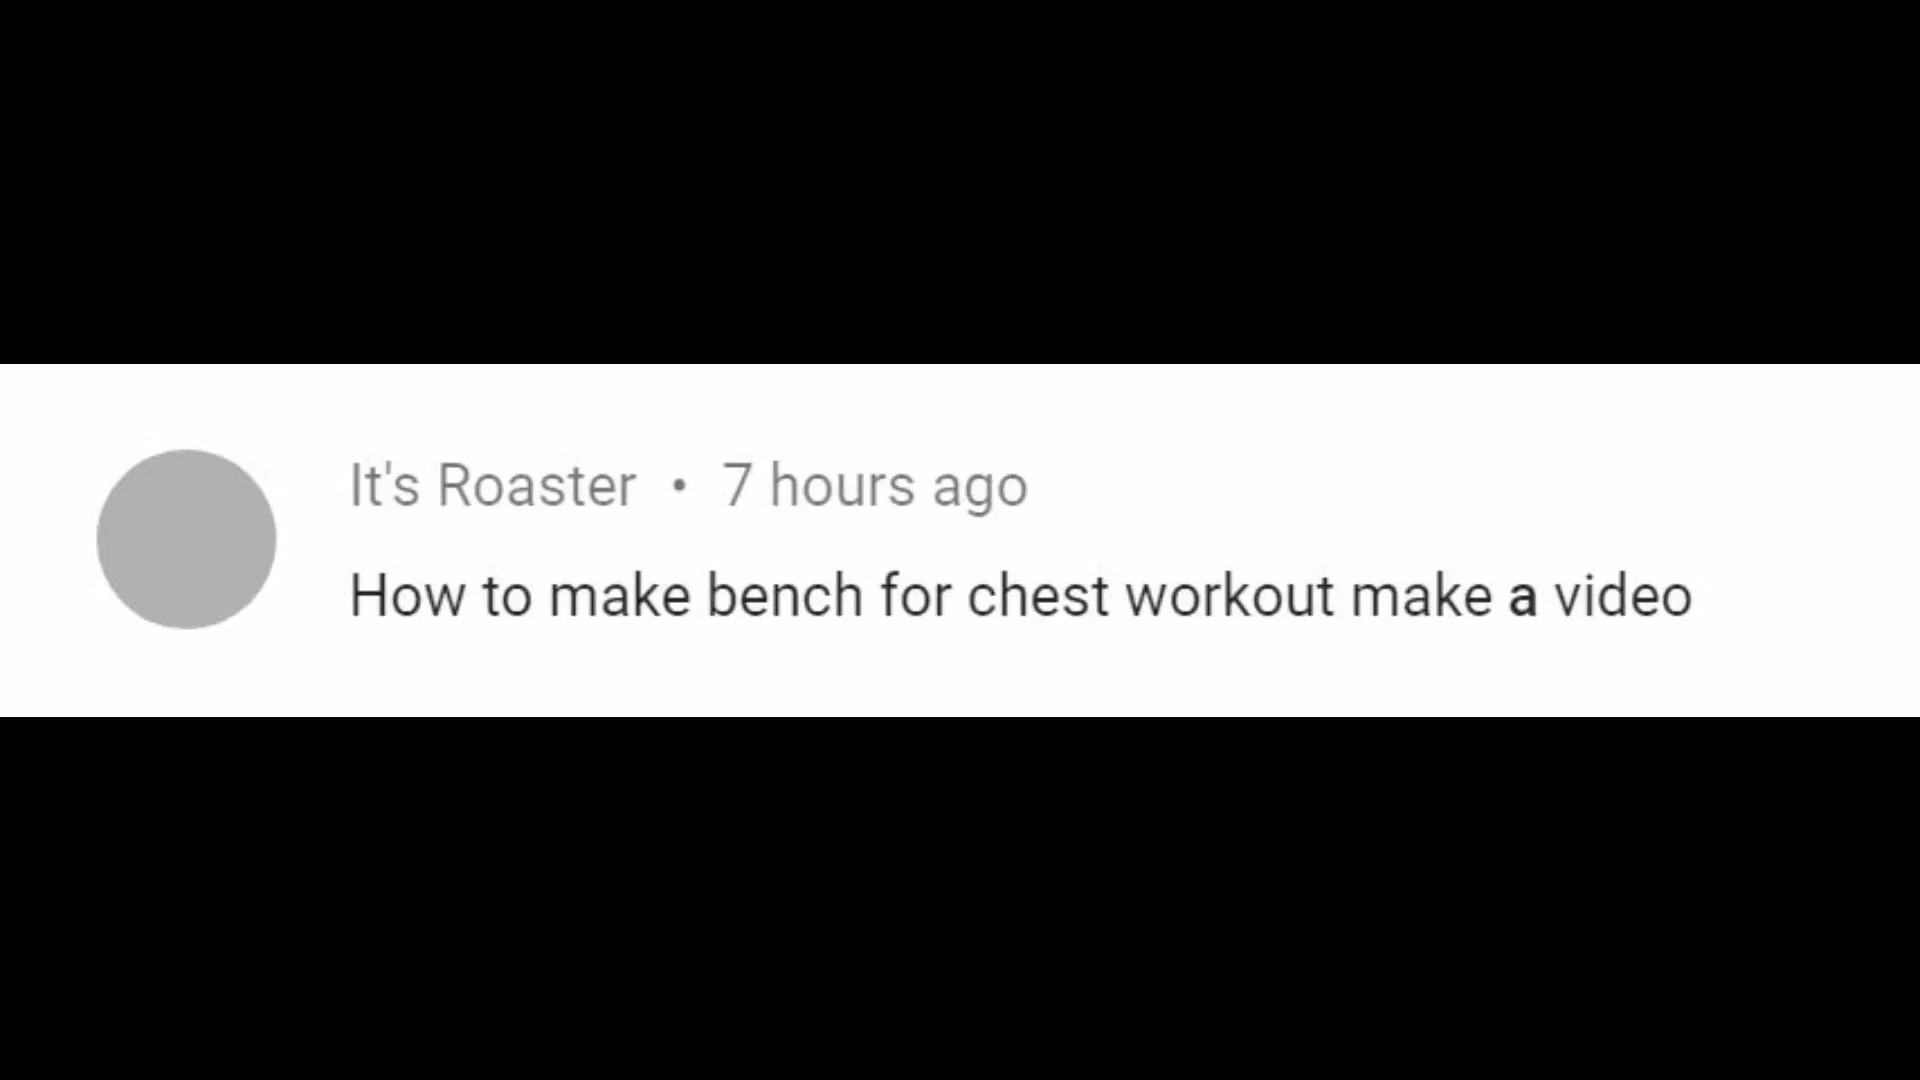 It's Roaster • 7 hours ago
How to make bench for chest workout make a video